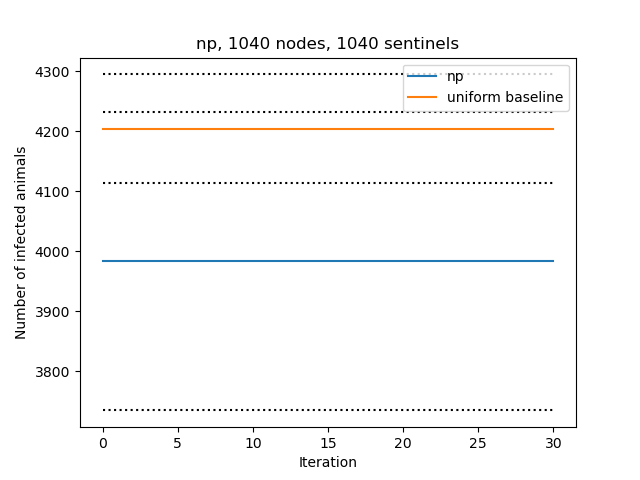 np, 1040 nodes, 1040 sentinels
np
uniform baseline
Number of infected animals
4300
4200
4100
4000
3900
3800
0 5 10 15 20 25 30
Iteration